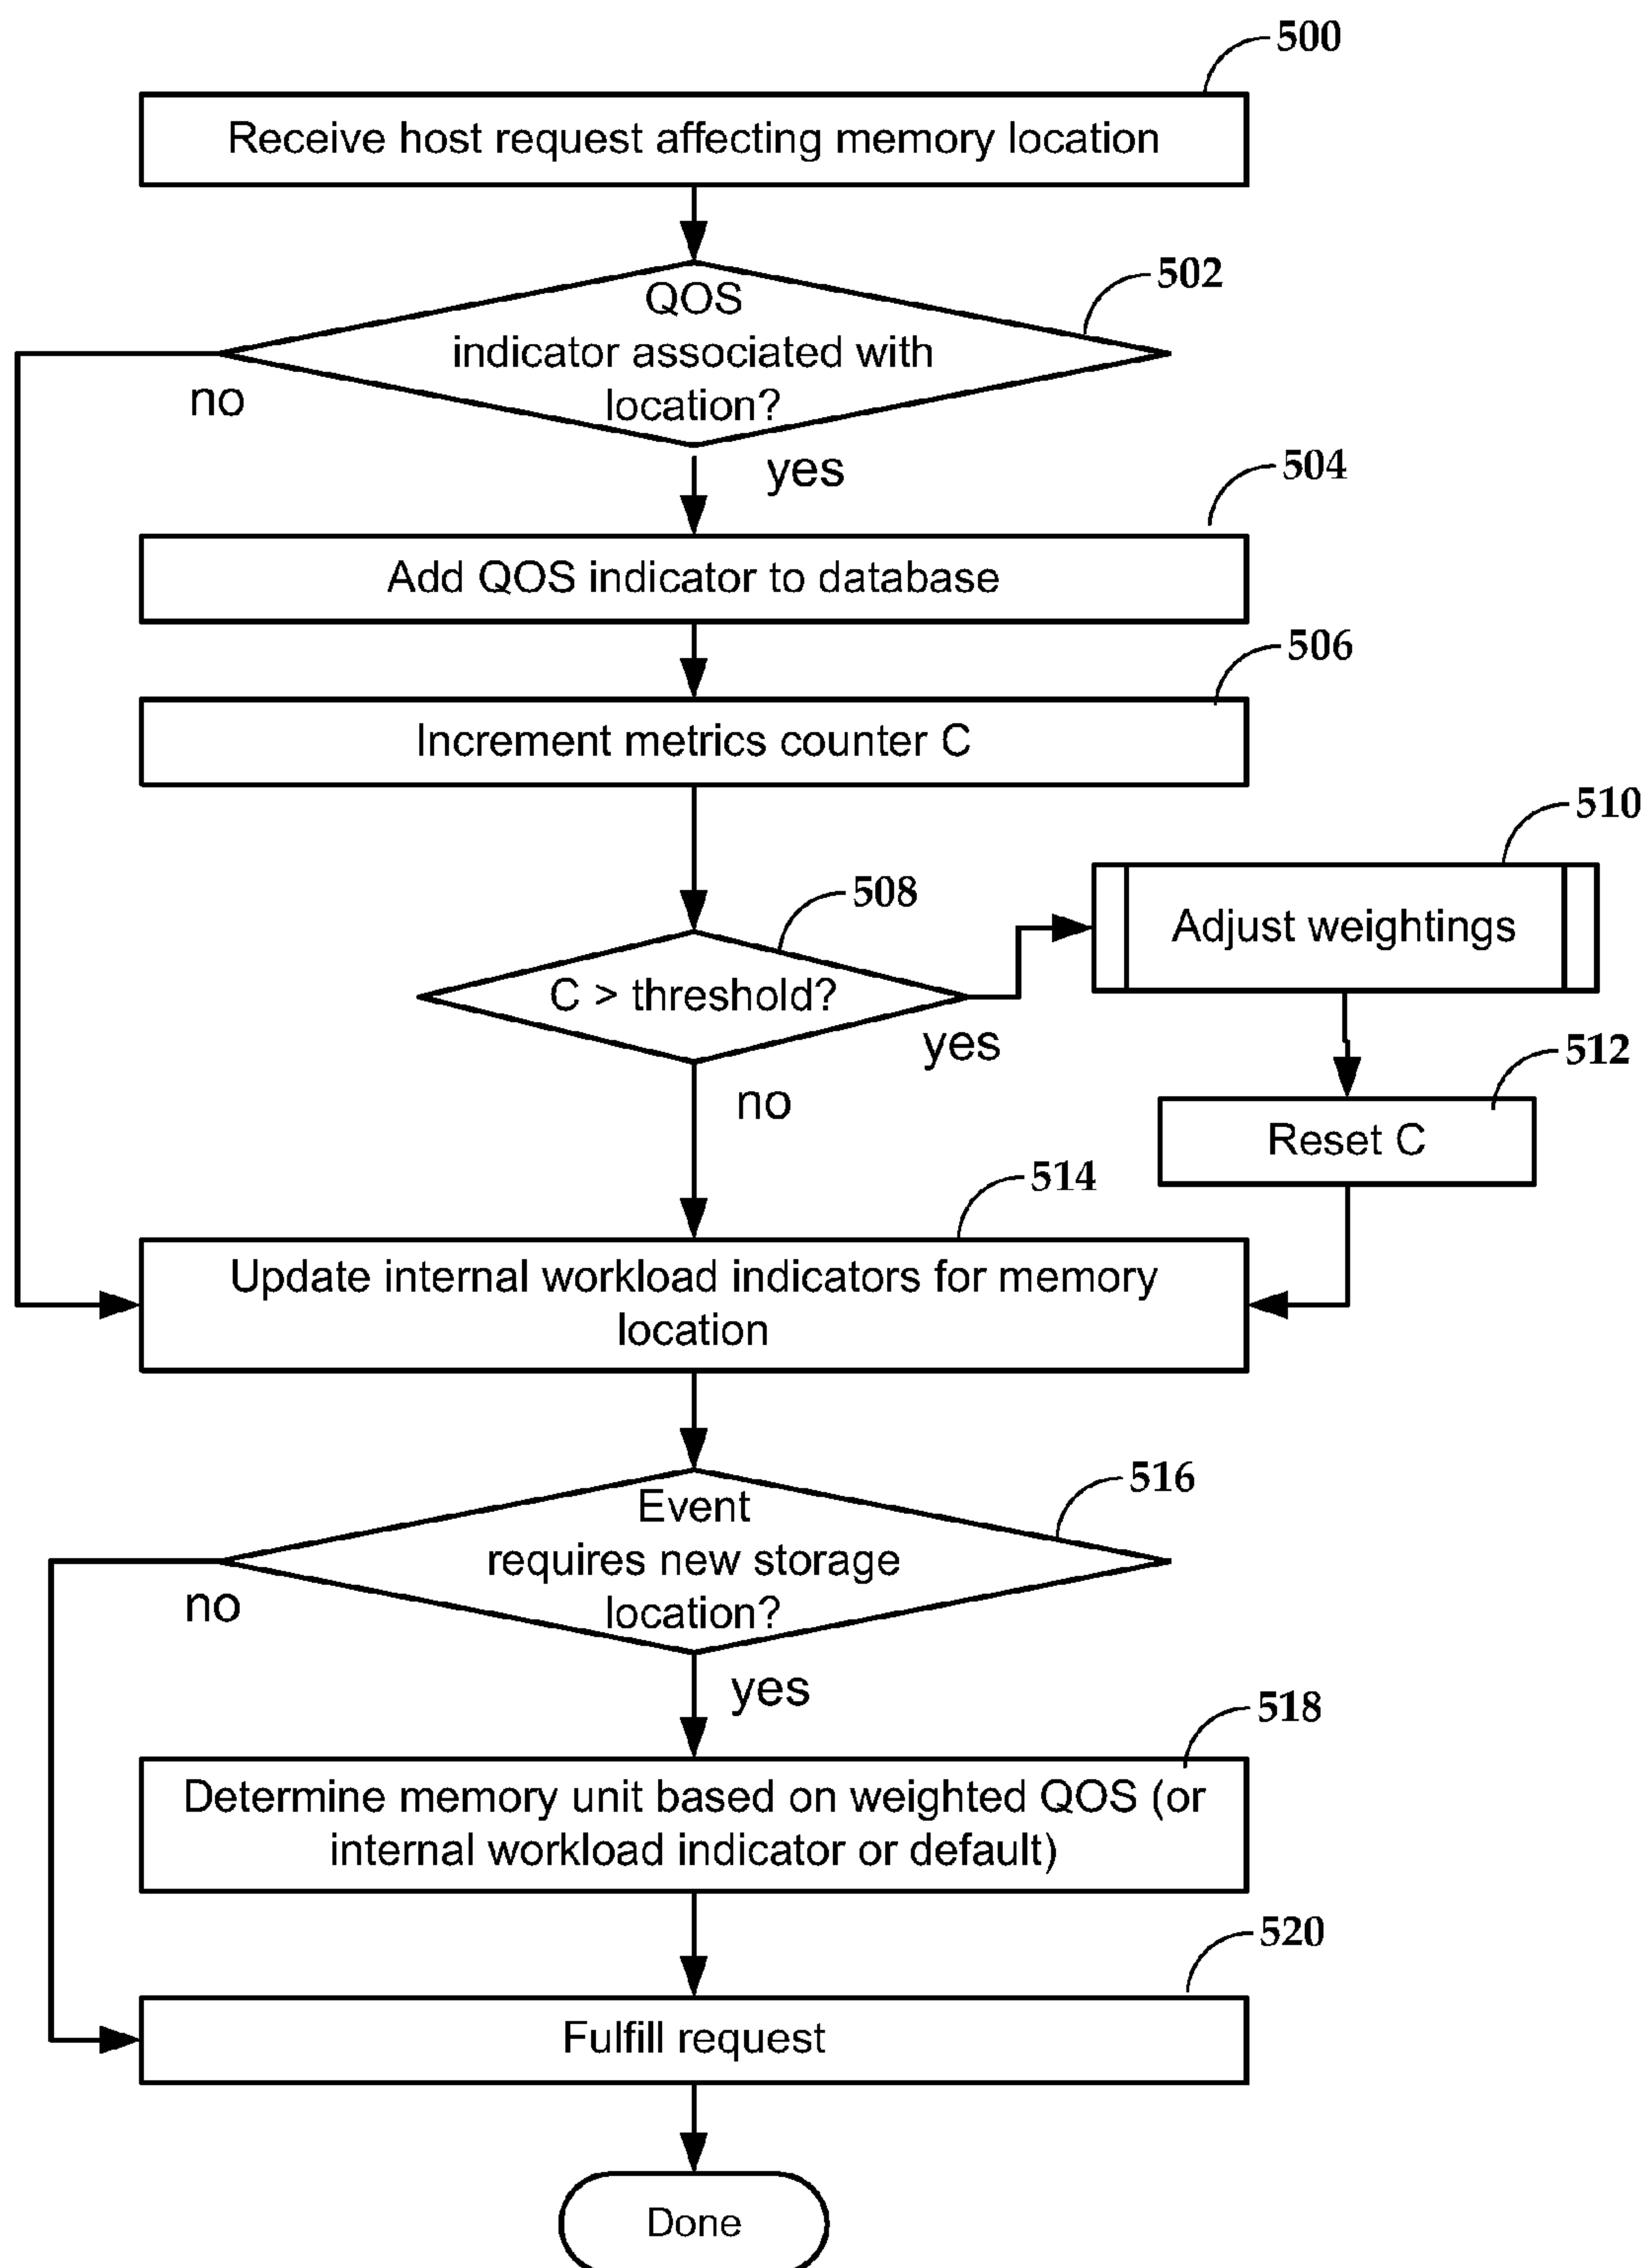 500
Receive host request affecting memory location
502
QOS
indicator associated with
location?
no
yes
504
Add QOS indicator to database
506
Increment metrics counter C
510
508
Adjust weightings
C > threshold?
yes
512
no
Reset C
514
Update internal workload indicators for memory
location
516
Event
requires new storage
location?
no
yes
518
Determine memory unit based on weighted QOS (or
internal workload indicator or default)
520
Fulfill request
Done